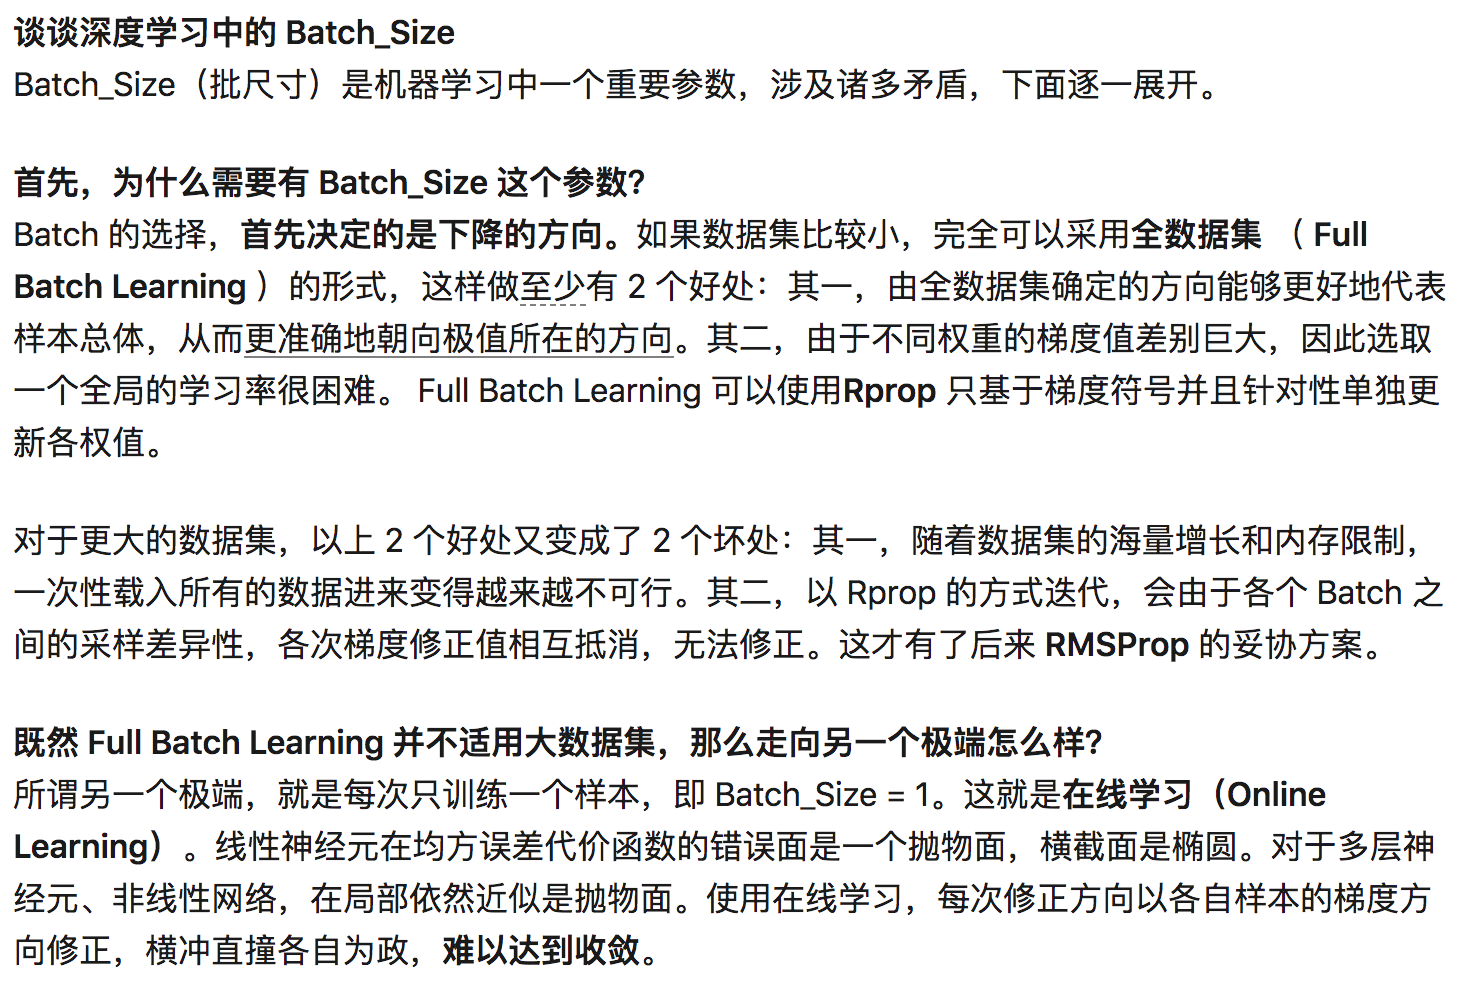 谈谈深度学习中的 Batch_Size
Batch_Size（批尺寸）是机器学习中一个重要参数，涉及诸多矛盾，下面逐一展开。
首先，为什么需要有 Batch_Size 这个参数？
Batch 的选择，首先决定的是下降的方向。如果数据集比较小，完全可以采用全数据集 （ Full
Batch Learning ）的形式，这样做至少有 2 个好处：其一，由全数据集确定的方向能够更好地代表
样本总体，从而更准确地朝向极值所在的方向。其二，由于不同权重的梯度值差别巨大，因此选取
一个全局的学习率很困难。 Full Batch Learning 可以使用Rprop 只基于梯度符号并且针对性单独更
新各权值。
对于更大的数据集，以上 2 个好处又变成了 2 个坏处：其一，随着数据集的海量增长和内存限制，
一次性载入所有的数据进来变得越来越不可行。其二，以 Rprop 的方式迭代，会由于各个 Batch 之
间的采样差异性，各次梯度修正值相互抵消，无法修正。这才有了后来 RMSProp 的妥协方案。
既然 Full Batch Learning 并不适用大数据集，那么走向另一个极端怎么样？
所谓另一个极端，就是每次只训练一个样本，即 Batch_Size = 1。这就是在线学习（Online
Learning）。线性神经元在均方误差代价函数的错误面是一个抛物面，横截面是椭圆。对于多层神
经元、非线性网络，在局部依然近似是抛物面。使用在线学习，每次修正方向以各自样本的梯度方
向修正，横冲直撞各自为政，难以达到收敛。